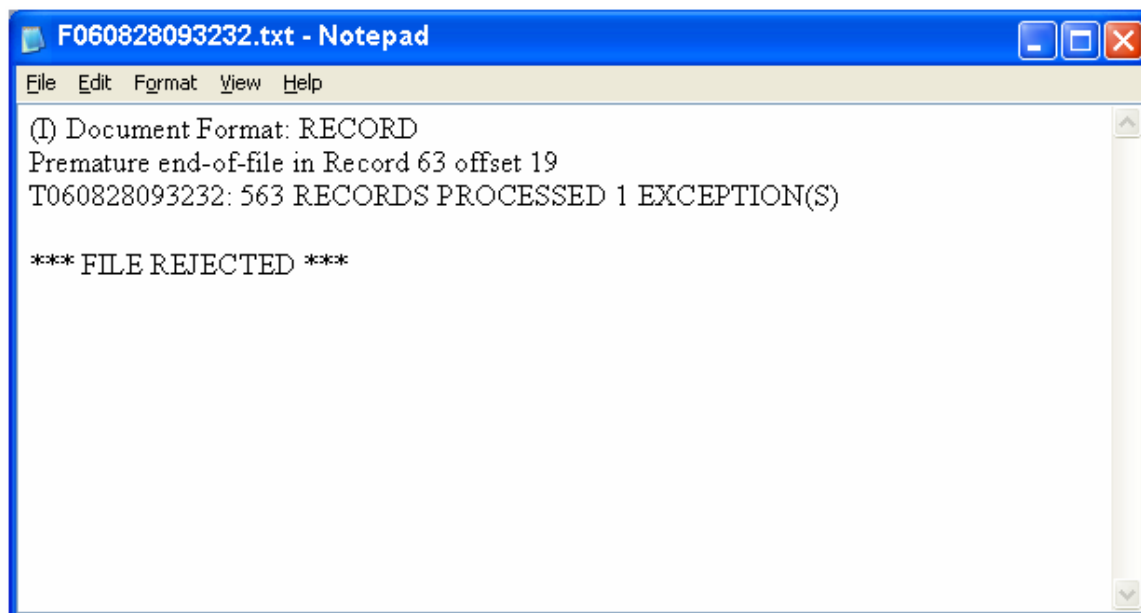 F060828093232.txt - Notepad
File Edit Format View Help
(I) Document Format: RECORD
Premature end-of-file in Record 63 offset 19
T060828093232: 563 RECORDS PROCESSED 1 EXCEPTION(S)
*** FILE REJECTED ***